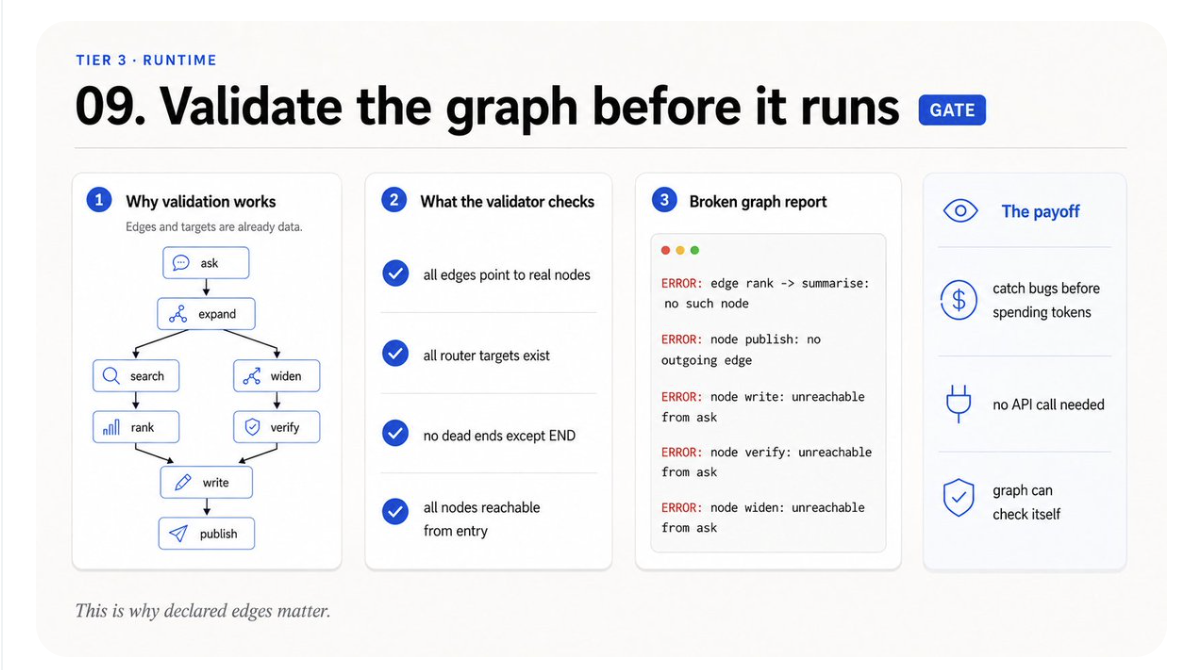 TIER 3 · RUNTIME
09. Validate the graph before it runs GATE
1 Why validation works
Edges and targets are already data.
ask
expand
search widen
rank verify
write
publish
2 What the validator checks
all edges point to real nodes
all router targets exist
no dead ends except END
all nodes reachable
from entry
3 Broken graph report
ERROR: edge rank -> summarise:
no such node
ERROR: node publish: no
outgoing edge
ERROR: node write: unreachable
from ask
ERROR: node verify: unreachable
from ask
ERROR: node widen: unreachable
from ask
The payoff
$
catch bugs before
spending tokens
no API call needed
graph can
check itself
This is why declared edges matter.